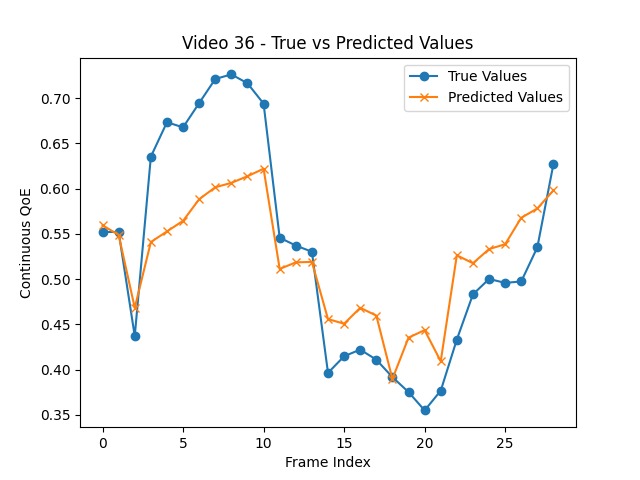 Video 36 - True vs Predicted Values
True Values
Predicted Values
Continuous QoE
0.70
0.65
0.60
0.55
0.50
0.45
0.40
0.35
0 5 10 15 20 25
Frame Index